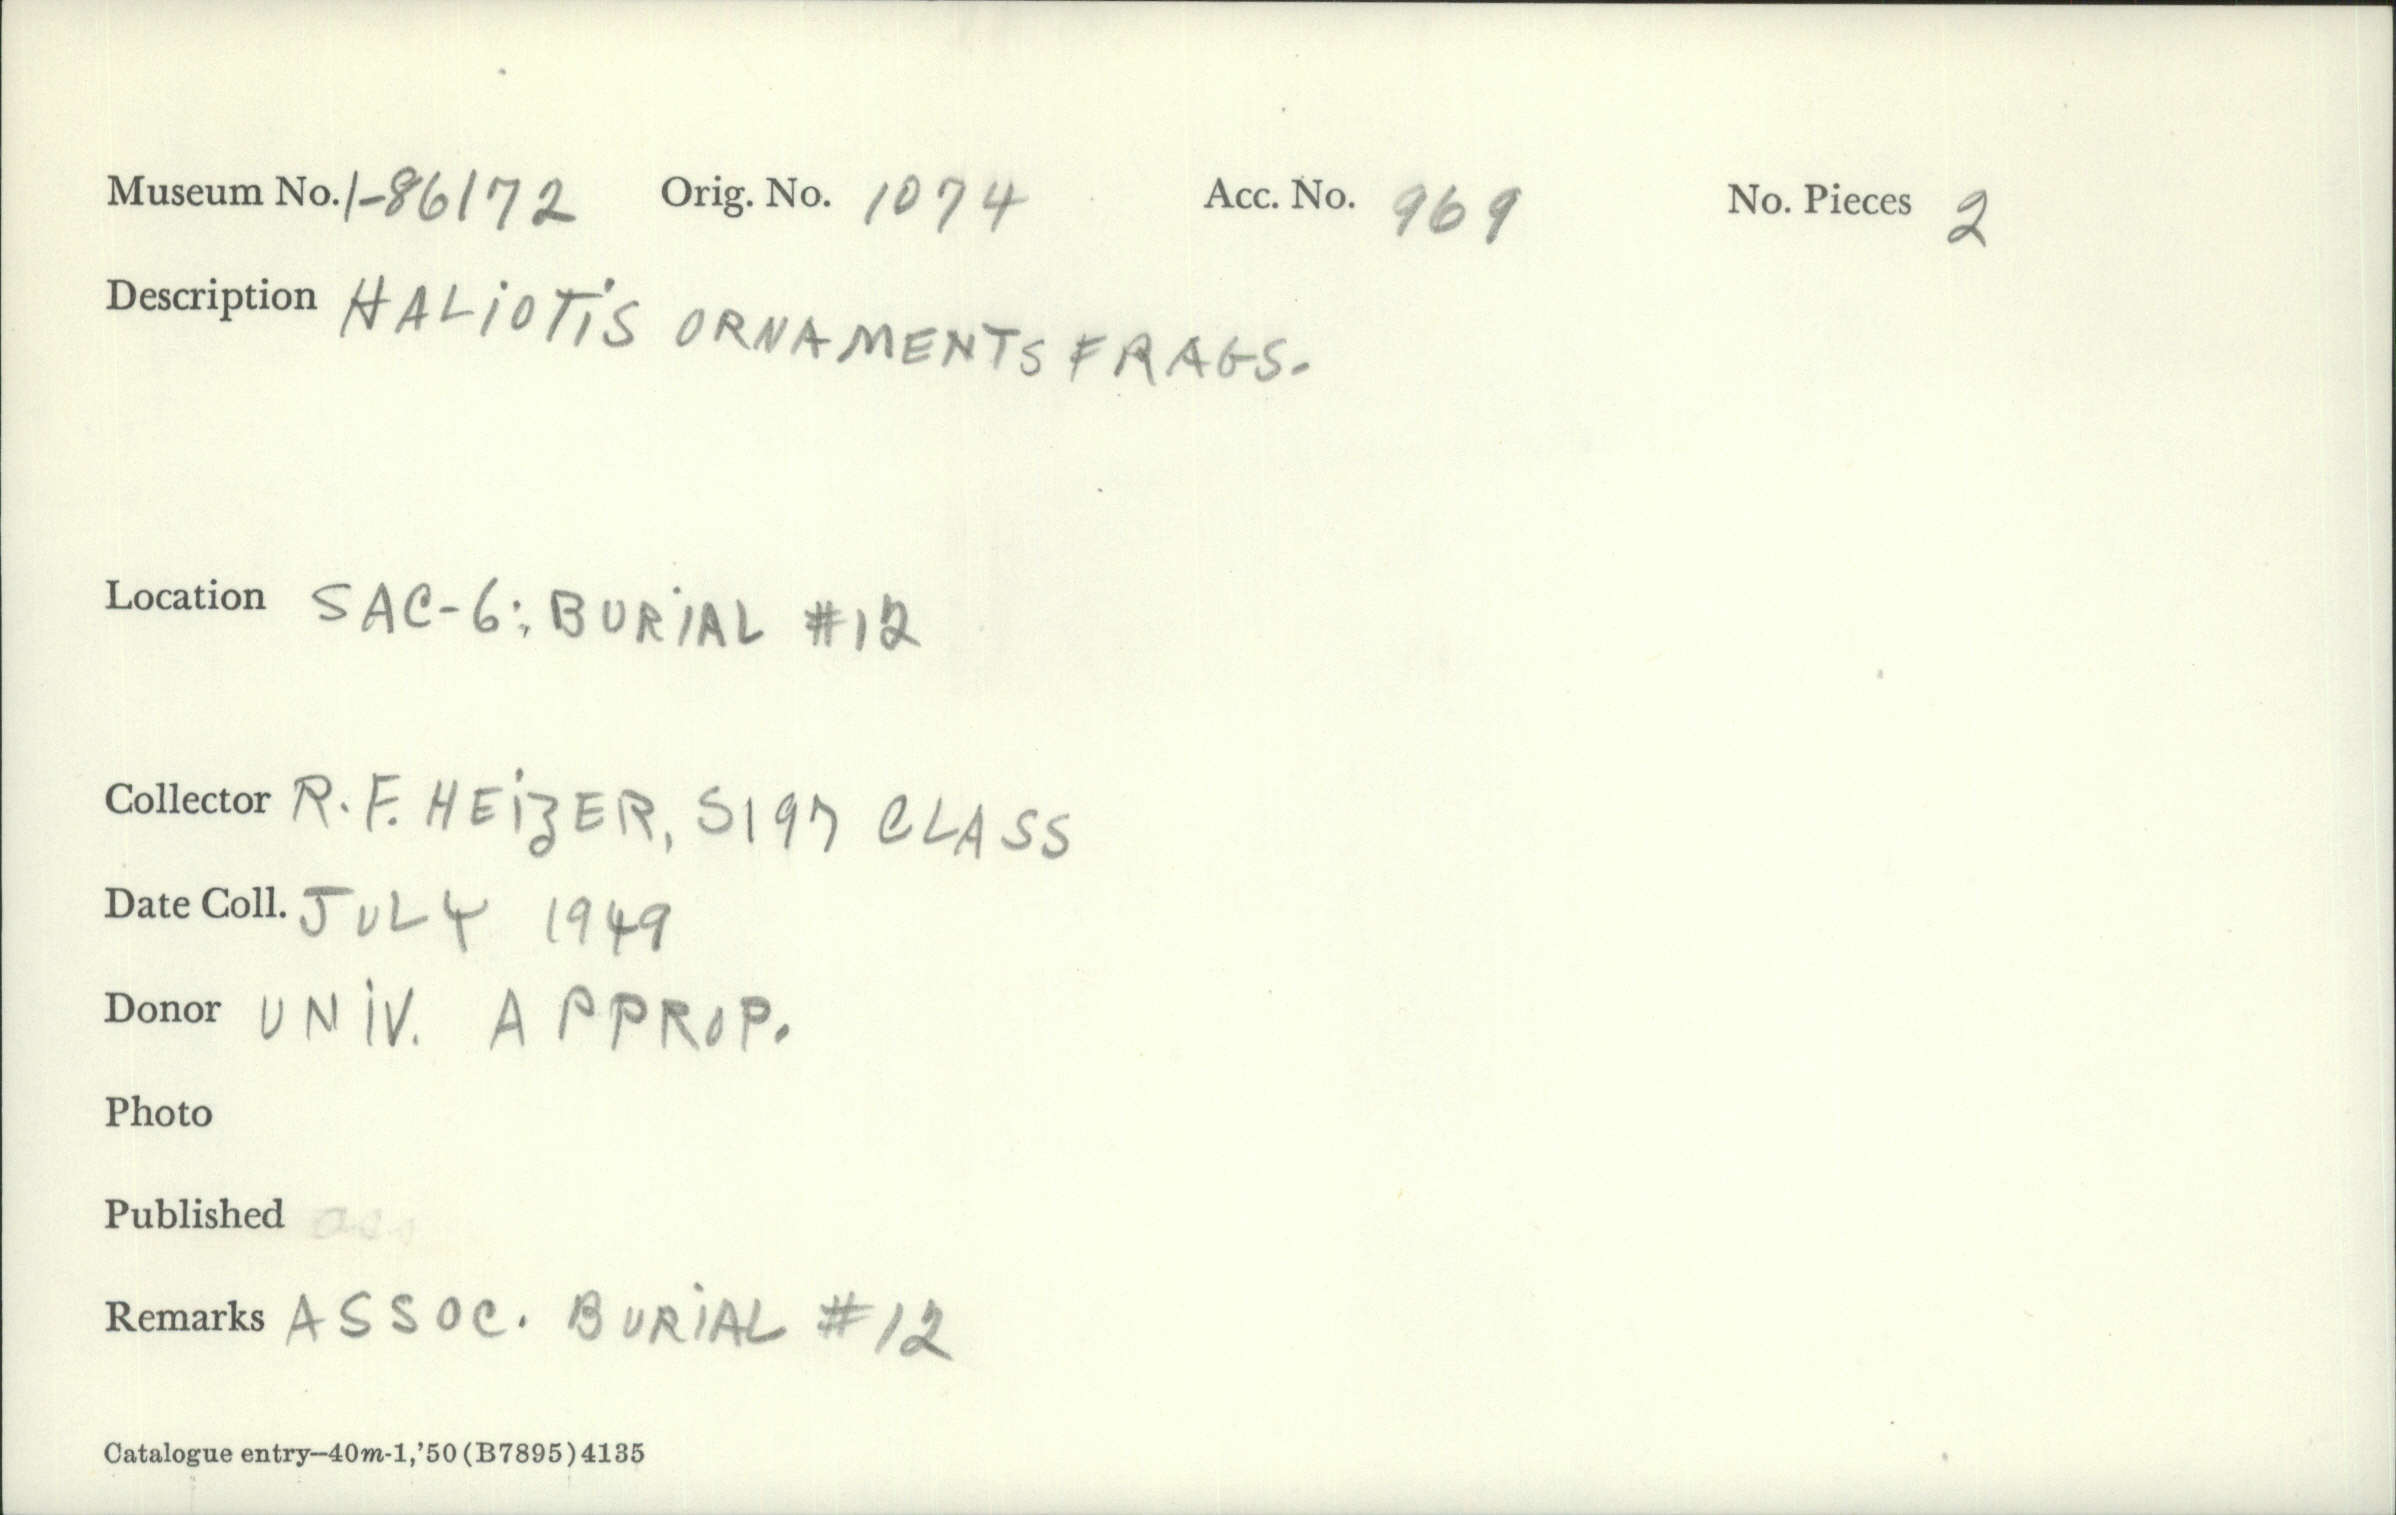 Museum No. 1-86172 Orig. No. 1074 Acc. No. 969 No. Pieces 2
Description HALiOTiS ORNAMENTS FRAGS.
Location SAC-6; BURiAL #12
Collector R.F. HEiZER, S197 CLASS
Date Coll. JULY 1949
Donor UNiV. APPROP.
Photo
Published
Remarks ASSOC. BURiAL #12
Catalogue entry—40m-1,'50(B7895)4135